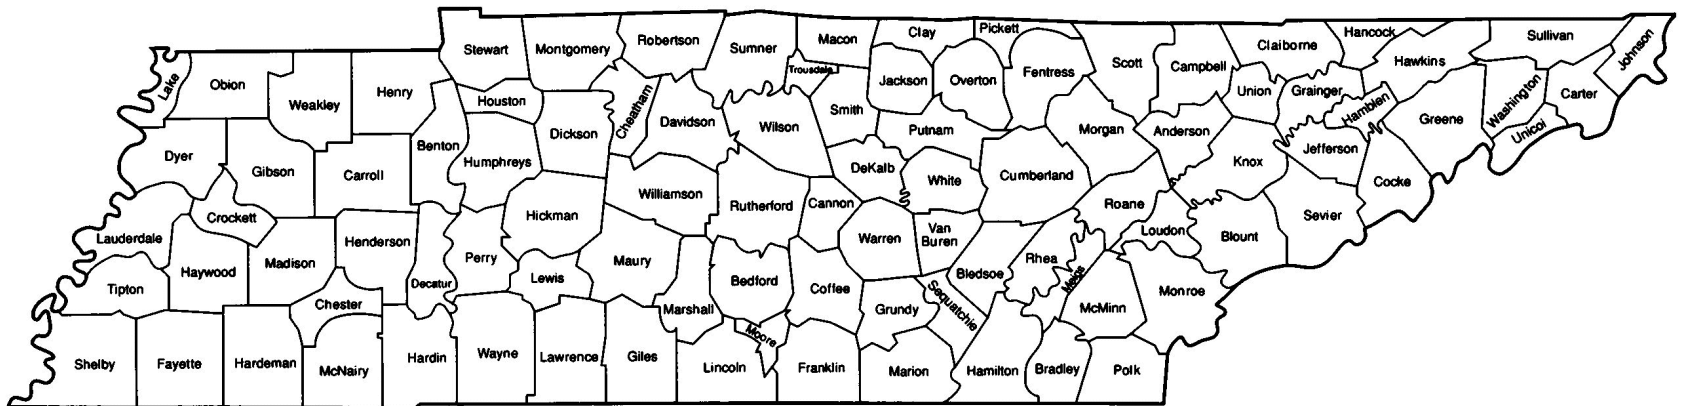 Stewart
Montgomery
Robertson
Sumner
Macon
Clay
Pickett
Scott
Campbell
Claiborne
Hancock
Hawkins
Sullivan
Johnson
Lake
Obion
Weakley
Henry
Houston
Cheatham
Trousdale
Jackson
Overton
Fentress
Union
Grainger
Hamblen
Greene
Washington
Carter
Unicoi
Dyer
Gibson
Carroll
Benton
Humphreys
Dickson
Davidson
Wilson
Smith
Putnam
Morgan
Anderson
Knox
Jefferson
Cocke
Crockett
Hickman
Williamson
Rutherford
Cannon
DeKalb
White
Cumberland
Roane
Loudon
Blount
Sevier
Lauderdale
Haywood
Madison
Henderson
Decatur
Perry
Lewis
Maury
Bedford
Coffee
Warren
Van
Buren
Bledsoe
Rhea
Meigs
McMinn
Monroe
Tipton
Chester
Marshall
Moore
Grundy
Sequatchie
Shelby
Fayette
Hardeman
McNairy
Hardin
Wayne
Lawrence
Giles
Lincoln
Franklin
Marion
Hamilton
Bradley
Polk